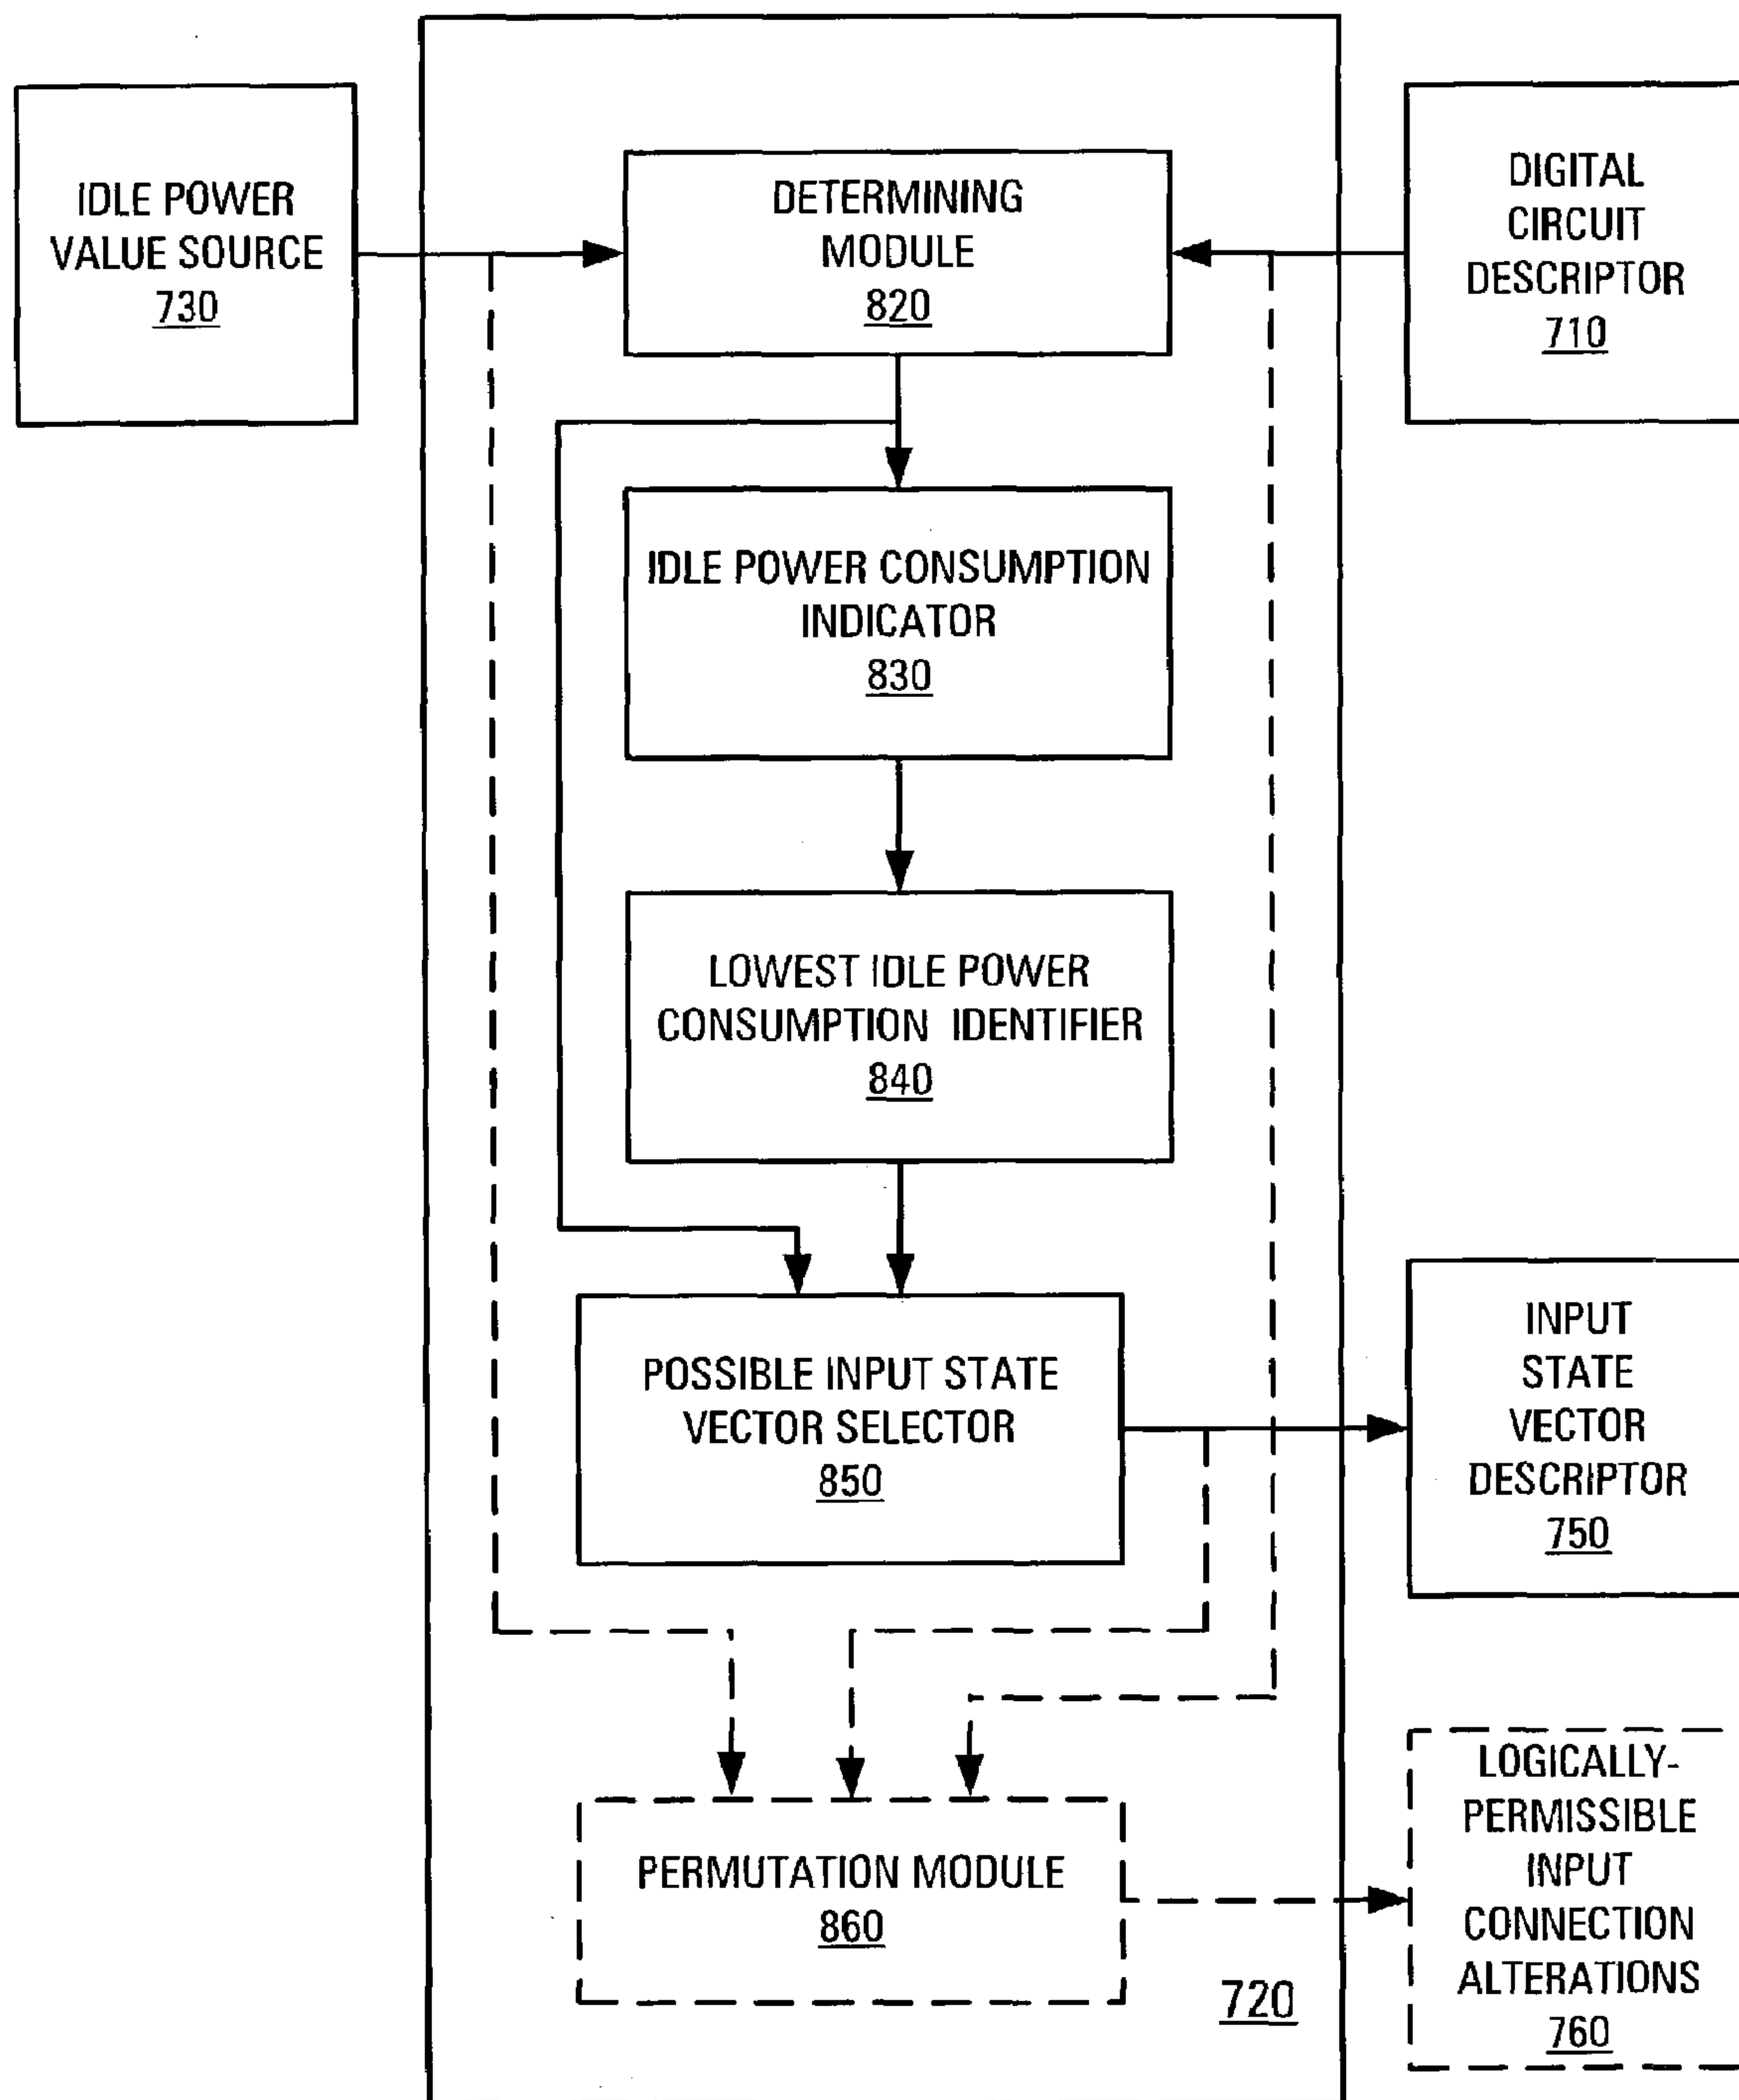 IDLE POWER
VALUE SOURCE
730
DETERMINING
MODULE
820
DIGITAL
CIRCUIT
DESCRIPTOR
710
IDLE POWER CONSUMPTION
INDICATOR
830
LOWEST IDLE POWER
CONSUMPTION IDENTIFIER
840
POSSIBLE INPUT STATE
VECTOR SELECTOR
850
INPUT
STATE
VECTOR
DESCRIPTOR
750
PERMUTATION MODULE
860
720
LOGICALLY-
PERMISSIBLE
INPUT
CONNECTION
ALTERATIONS
760